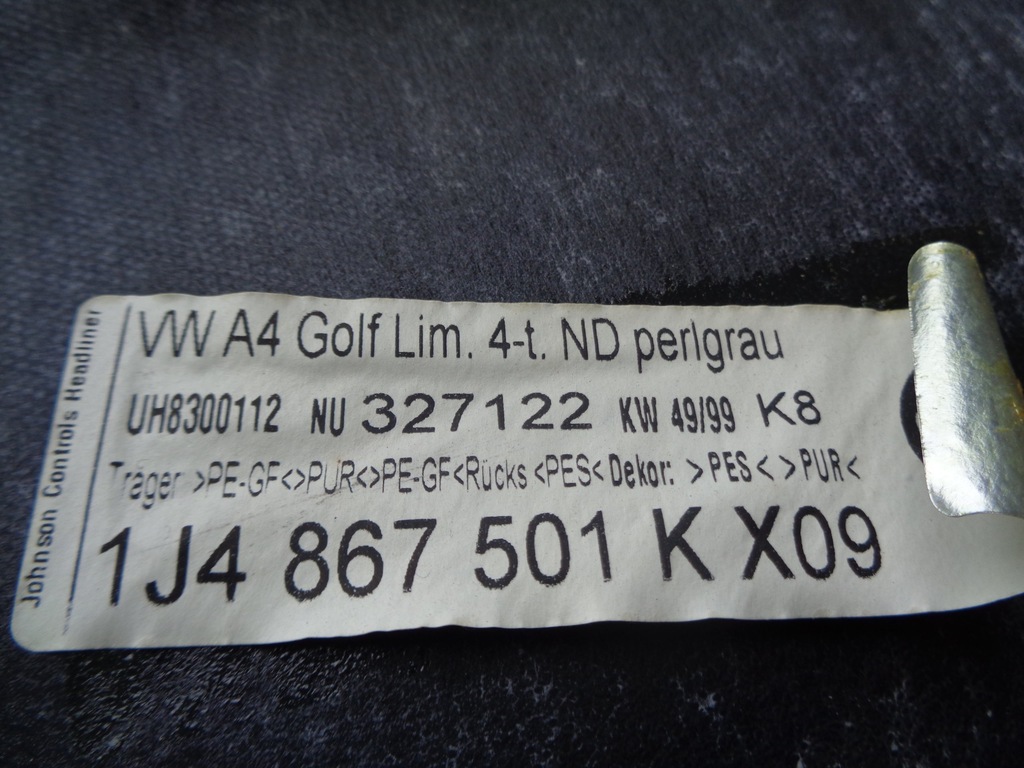 Johnson Controls Headliner
VW A4 Golf Lim. 4-t. ND perlgrau
UH8300112 NU 327122 KW 49/99 K8
Träger >PE-GF<>PUR<>PE-GF<Rücks <PES< Dekor: >PES< >PUR<
1J4 867 501 K X09